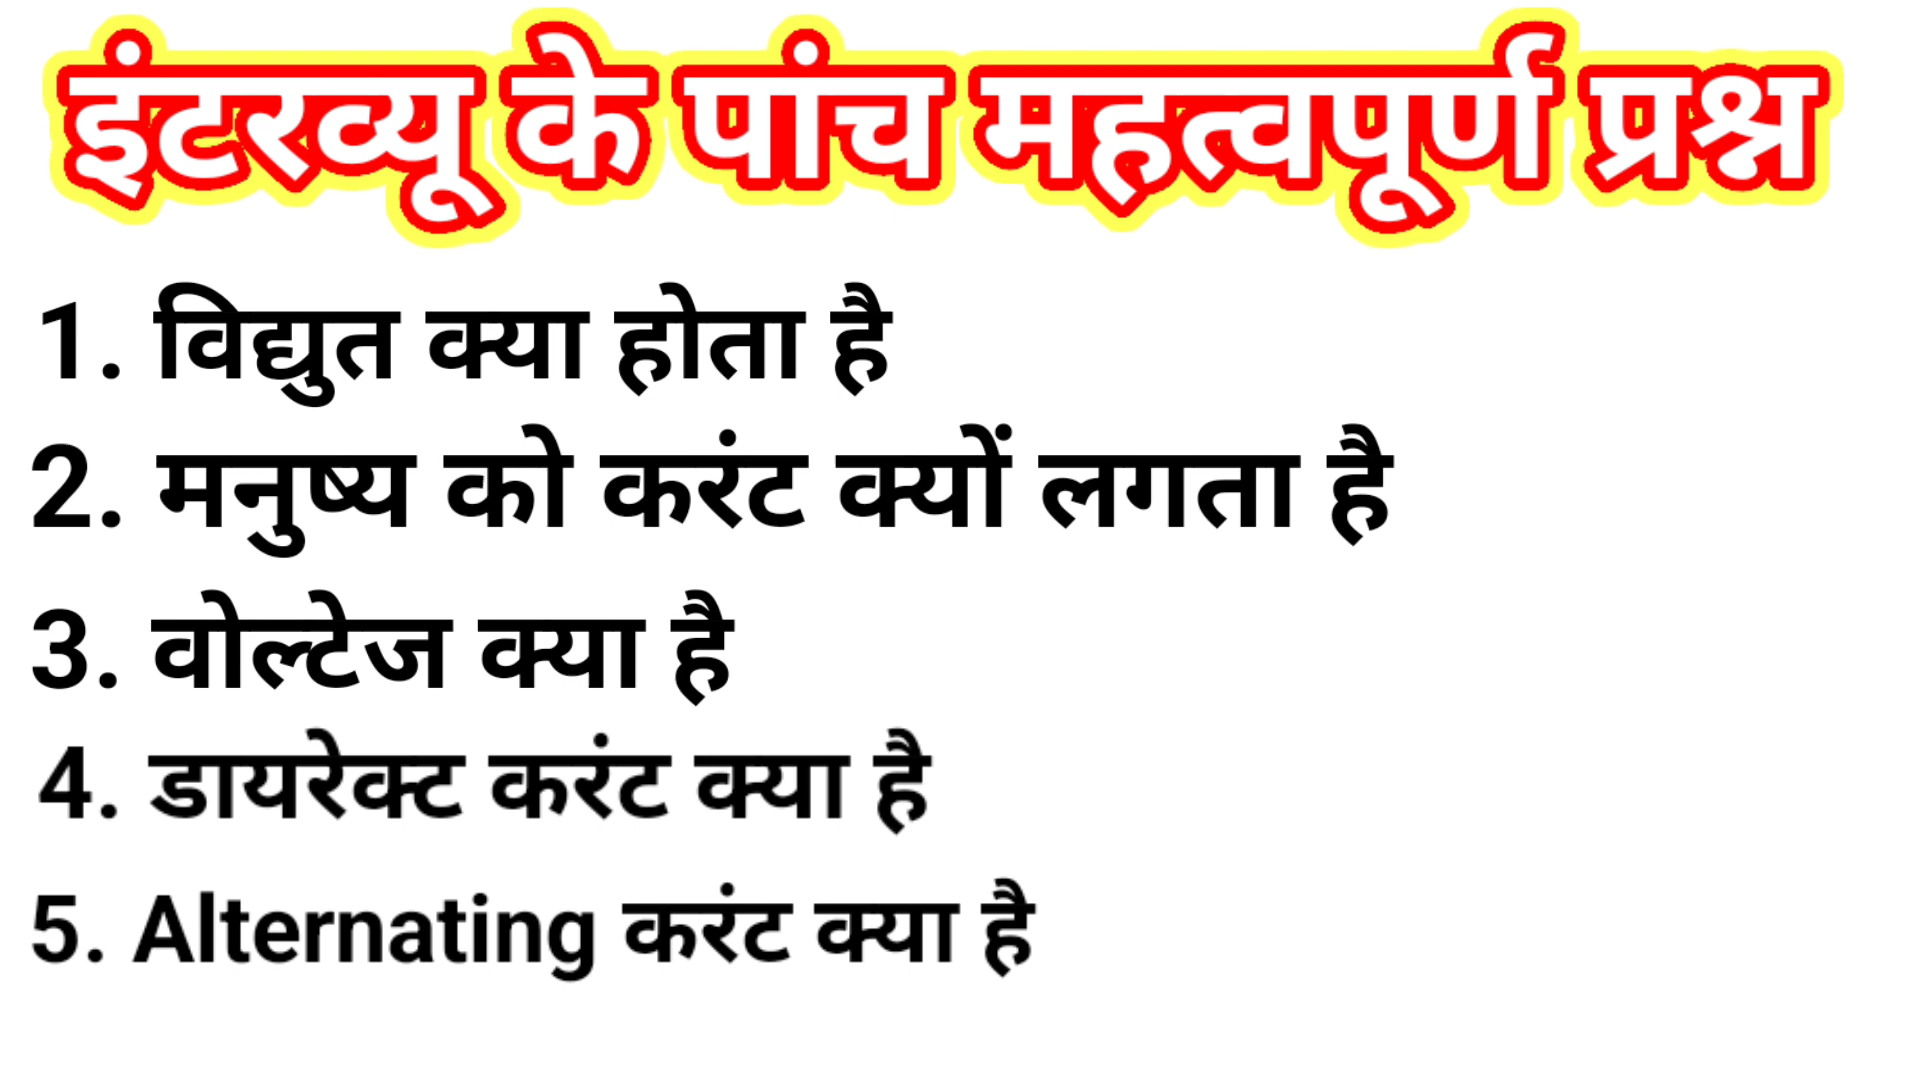 इंटरव्यू के पांच महत्वपूर्ण प्रश्न
1. विद्युत क्या होता है
2. मनुष्य को करंट क्यों लगता है
3. वोल्टेज क्या है
4. डायरेक्ट करंट क्या है
5. Alternating करंट क्या है